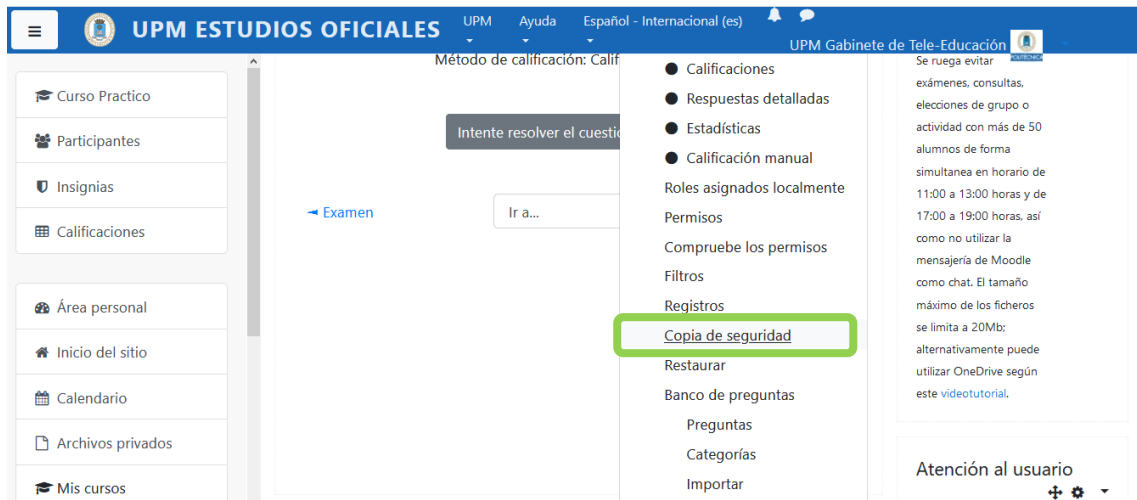 UPM ESTUDIOS OFICIALES
UPM
Ayuda
Español - Internacional (es)
UPM Gabinete de Tele-Educación
POLITÉCNICA
Curso Practico
Participantes
Insignias
Calificaciones
Área personal
Inicio del sitio
Calendario
Archivos privados
Mis cursos
Método de calificación: Calif
Intente resolver el cuestio
◄ Examen
Ir a...
Calificaciones
Respuestas detalladas
Estadísticas
Calificación manual
Roles asignados localmente
Permisos
Compruebe los permisos
Filtros
Registros
Copia de seguridad
Restaurar
Banco de preguntas
Preguntas
Categorías
Importar
Se ruega evitar
exámenes, consultas,
elecciones de grupo o
actividad con más de 50
alumnos de forma
simultanea en horario de
11:00 a 13:00 horas y de
17:00 a 19:00 horas, así
como no utilizar la
mensajería de Moodle
como chat. El tamaño
máximo de los ficheros
se limita a 20Mb;
alternativamente puede
utilizar OneDrive según
este videotutorial.
Atención al usuario